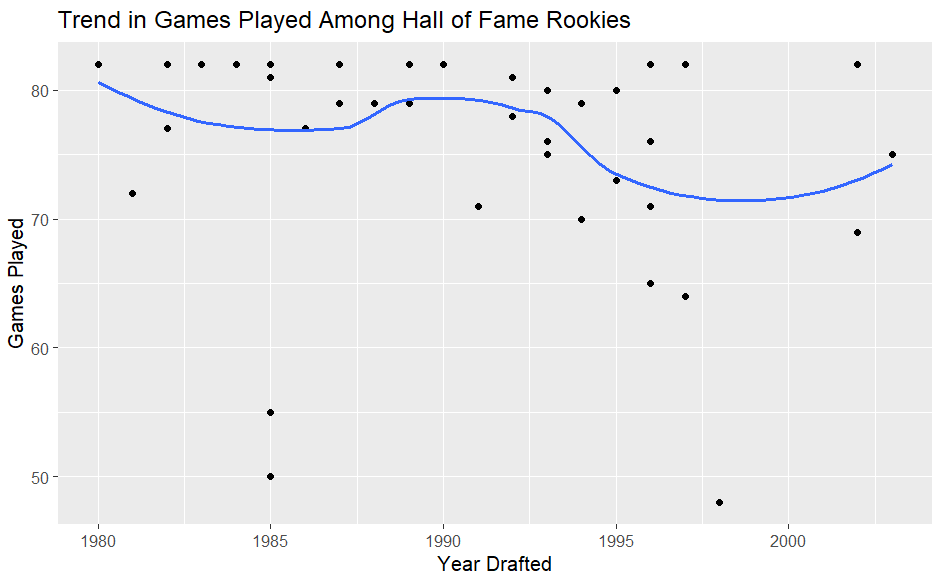 Trend in Games Played Among Hall of Fame Rookies
Games Played
80
70
60
50
1980 1985 1990 1995 2000
Year Drafted